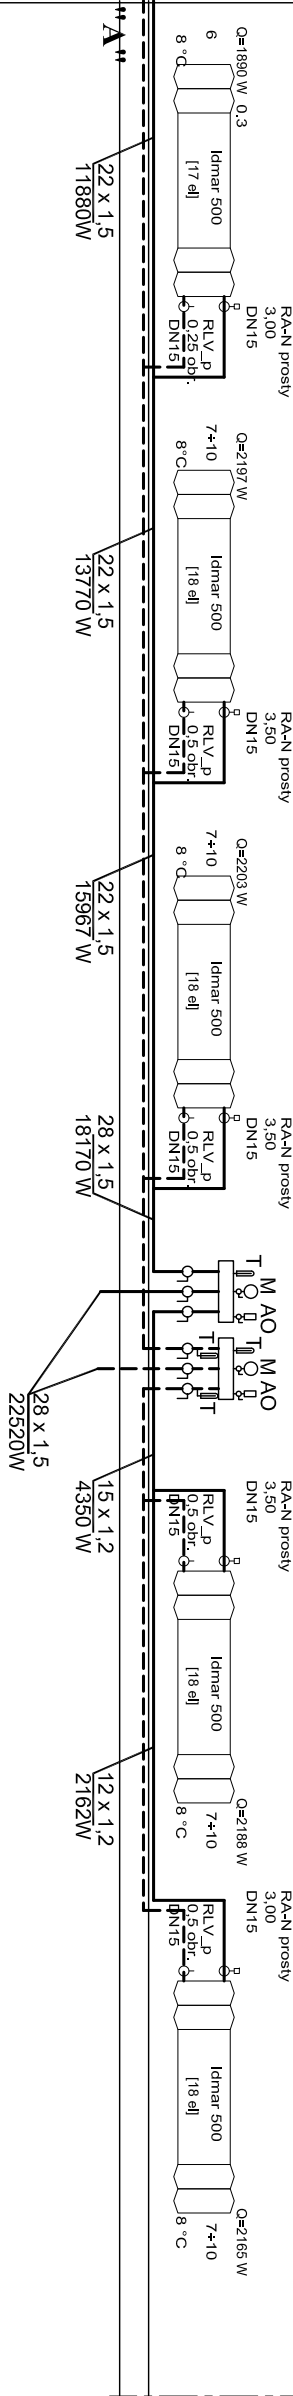 "A"
Q=1890 W
0.3
6
8 °C
Idmar 500
[17 el]
RA-N prosty
3,00
DN15
RLV_p
0,25 obr.
DN15
22 x 1,5
11880W
Q=2197 W
7÷10
8°C
Idmar 500
[18 el]
RA-N prosty
3,50
DN15
RLV_p
0,5 obr.
DN15
22 x 1,5
13770 W
Q=2203 W
7÷10
8 °C
Idmar 500
[18 el]
RA-N prosty
3,50
DN15
RLV_p
0,5 obr.
DN15
22 x 1,5
15967 W
28 x 1,5
18170 W
T
M
AO
T
M
AO
T
T
28 x 1,5
22520W
RA-N prosty
3,50
DN15
RLV_p
0,5 obr.
DN15
Idmar 500
[18 el]
Q=2188 W
7÷10
8 °C
15 x 1,2
4350 W
12 x 1,2
2162W
RA-N prosty
3,00
DN15
RLV_p
0,5 obr.
DN15
Idmar 500
[18 el]
Q=2165 W
7÷10
8 °C